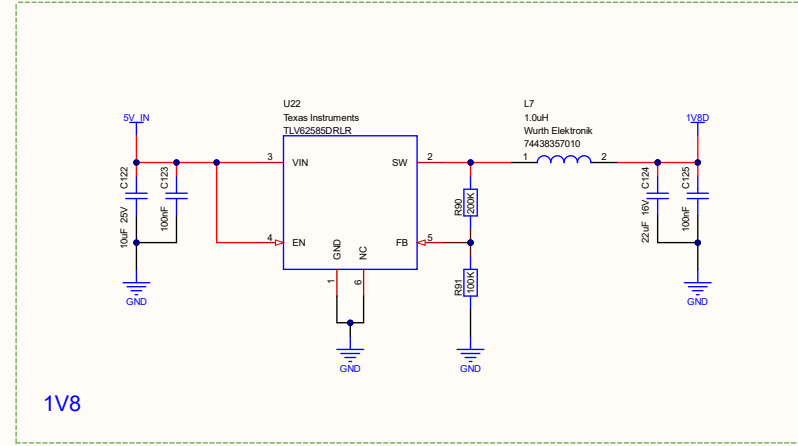 U22
Texas Instruments
TLV62585DRLR
L7
1.0uH
Wurth Elektronik
74438357010
5V_IN
1V8D
3 VIN
SW 2
1 2
C122
10uF 25V
C123
100nF
R90
200K
C124
22uF 16V
C125
100nF
4 EN
FB 5
GND
NC
1
6
R91
100K
GND
GND
GND
GND
1V8